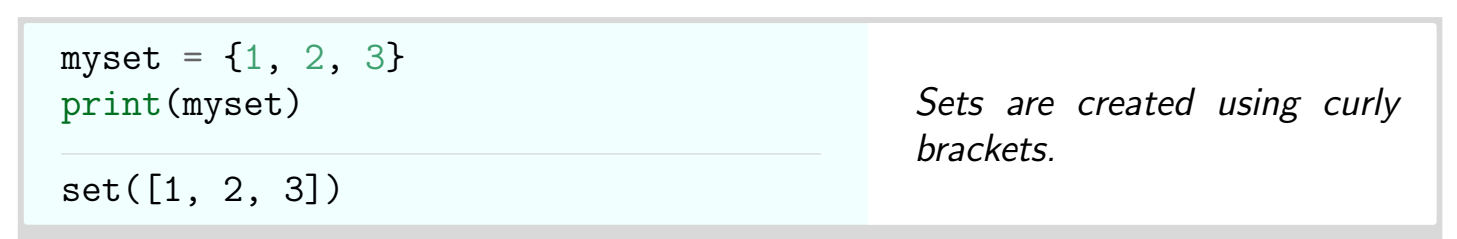 myset = {1, 2, 3}
print(myset)
set([1, 2, 3])
Sets are created using curly
brackets.